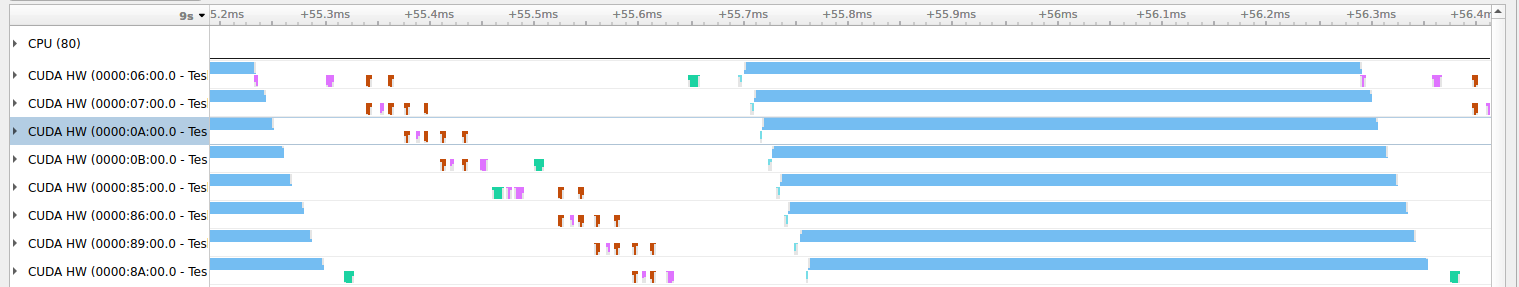 9s 5.2ms +55.3ms +55.4ms +55.5ms +55.6ms +55.7ms +55.8ms +55.9ms +56ms +56.1ms +56.2ms +56.3ms +56.4m
CPU (80)
CUDA HW (0000:06:00.0 - Tes
CUDA HW (0000:07:00.0 - Tes
CUDA HW (0000:0A:00.0 - Tes
CUDA HW (0000:0B:00.0 - Tes
CUDA HW (0000:85:00.0 - Tes
CUDA HW (0000:86:00.0 - Tes
CUDA HW (0000:89:00.0 - Tes
CUDA HW (0000:8A:00.0 - Tes